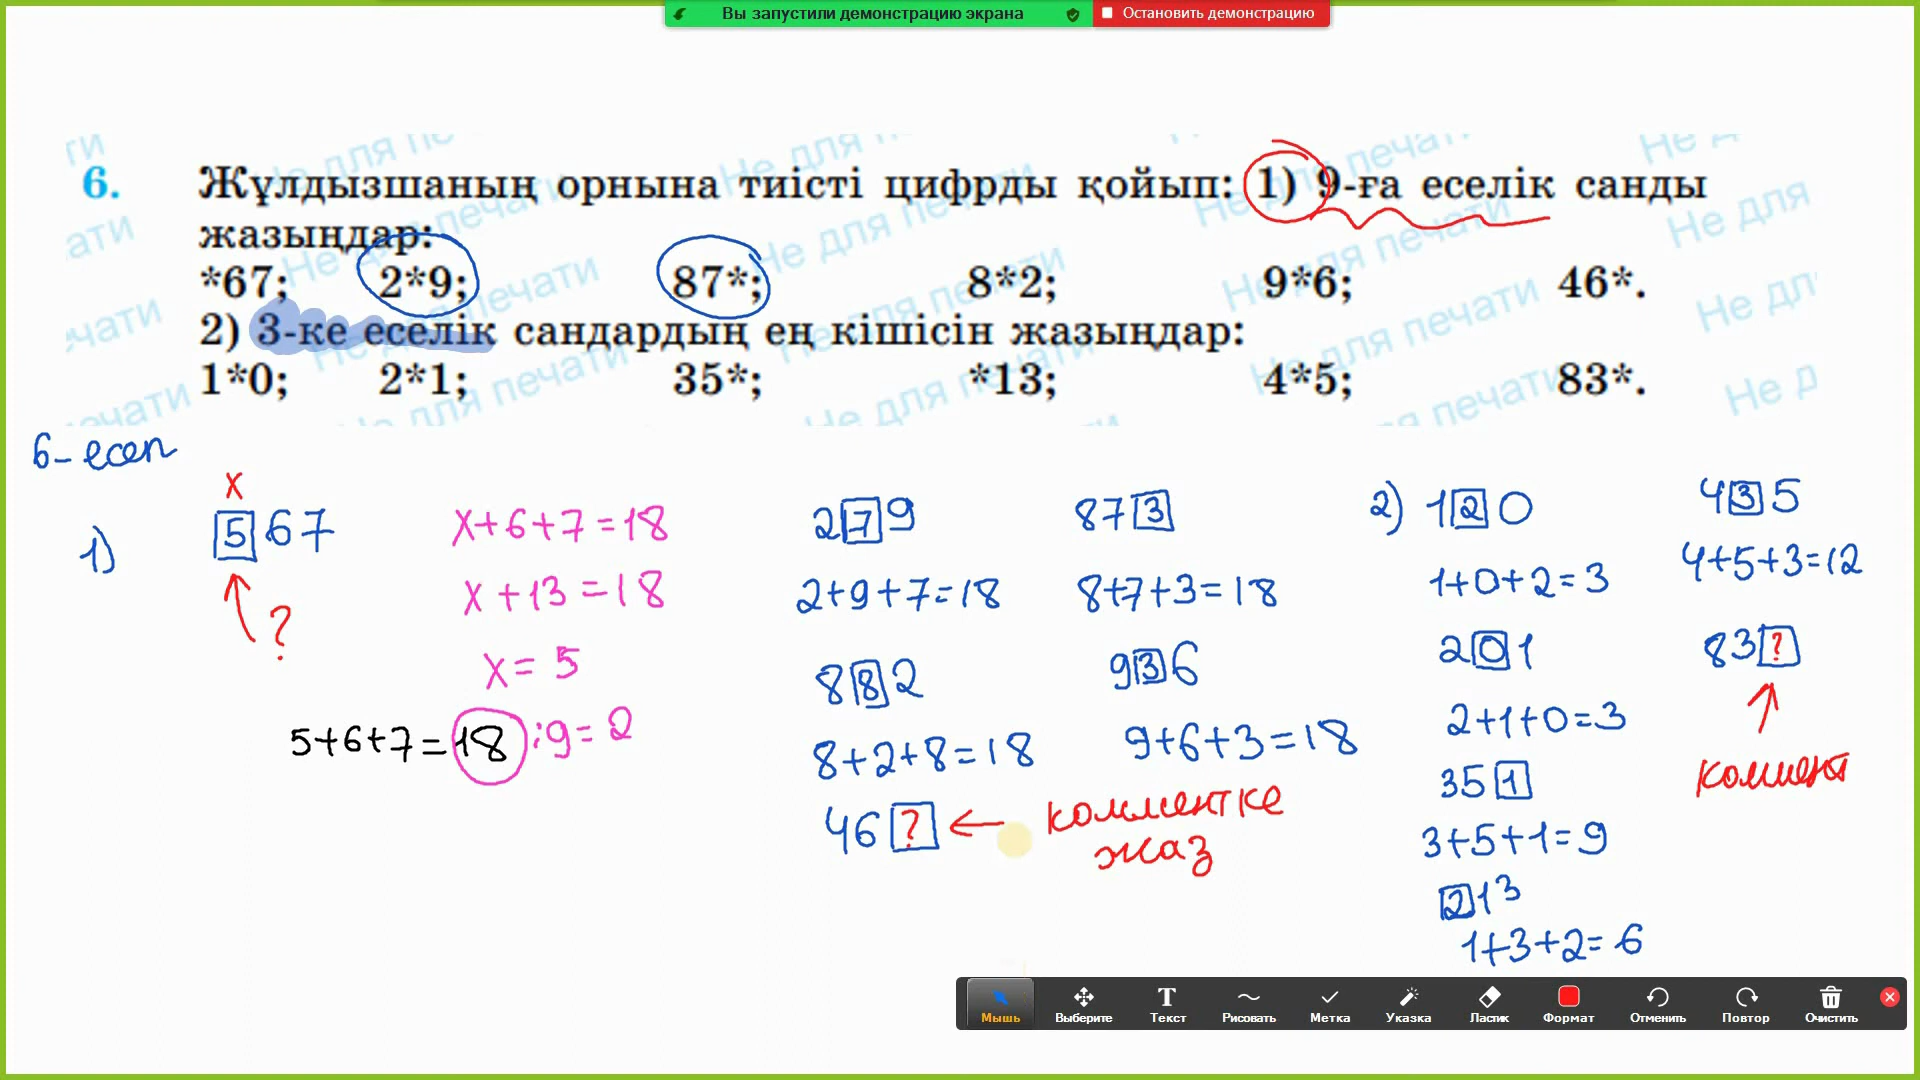 Вы запустили демонстрацию экрана
Остановить демонстрацию
6. Жұлдызшаның орнына тиісті цифрды қойып: 1) 9-ға еселік санды
жазыңдар:
*67; 2*9; 87*; 8*2; 9*6; 46*.
2) 3-ке еселік сандардың ең кішісін жазыңдар:
1*0; 2*1; 35*; *13; 4*5; 83*.
Не для печати
6-есеп
1)
x
567
?
x+6+7=18
x+13=18
x=5
5+6+7=18:9=2
279
2+9+7=18
882
8+2+8=18
46?
комментке
жаз
873
8+7+3=18
936
9+6+3=18
2) 120
1+0+2=3
201
2+1+0=3
351
3+5+1=9
213
1+3+2=6
435
4+5+3=12
83?
коммент
Мышь Выберите Текст Рисовать Метка Указка Ластик Формат Отменить Повтор Очистить